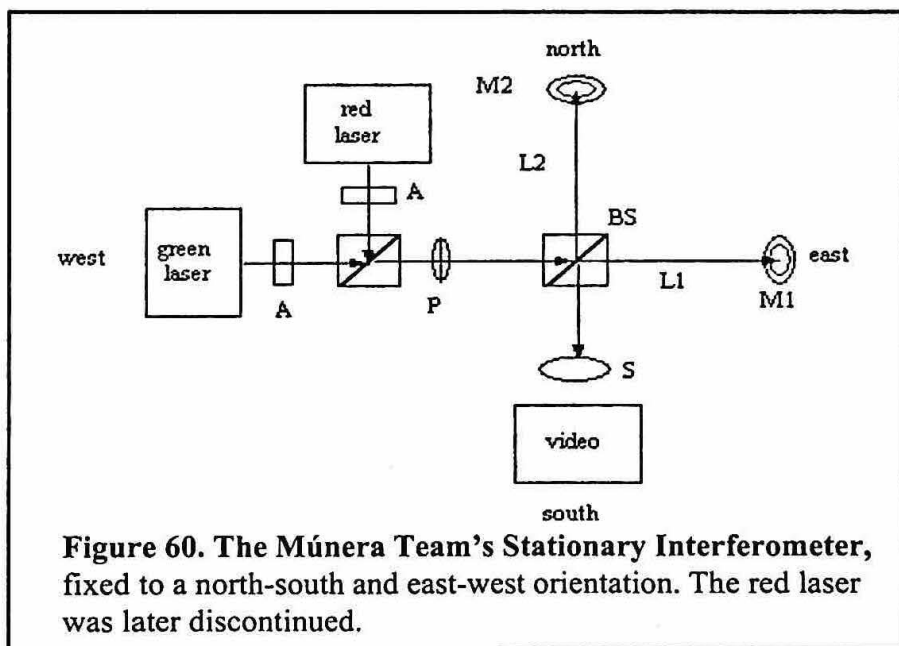 north
M2
red
laser
L2
A
BS
west
green
laser
east
L1
A
P
M1
S
video
south
Figure 60. The Múnera Team's Stationary Interferometer,
fixed to a north-south and east-west orientation. The red laser
was later discontinued.